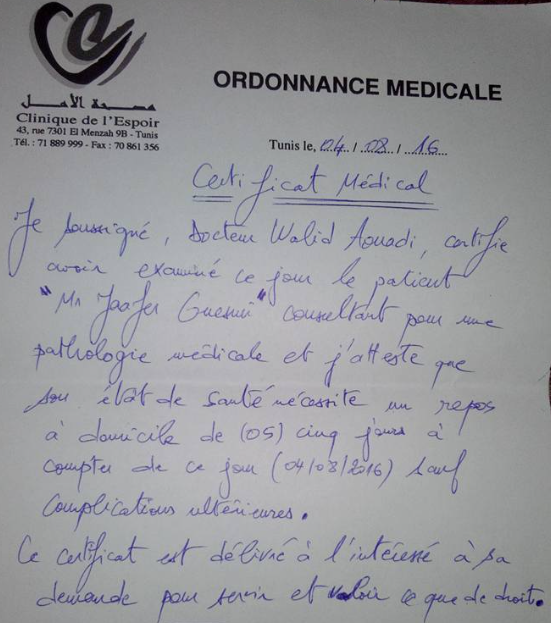 مصحة الأمل
Clinique de l'Espoir
43, rue 7301 El Menzah 9B - Tunis
Tél. : 71 889 999 - Fax : 70 861 356
ORDONNANCE MEDICALE
Tunis le, 04 / 08 / 16
Certificat Médical
Je soussigné, Docteur Walid Aouadi, certifie
avoir examiné ce jour le patient
"Mr Jaafer Guesmi" consultant pour une
pathologie médicale et j'atteste que
son état de santé nécessite un repos
à domicile de (05) cinq jours à
compter de ce jour (04/08/2016) sauf
complications ultérieures.
Ce certificat est délivré à l'intéressé à sa
demande pour servir et valoir ce que de droit.